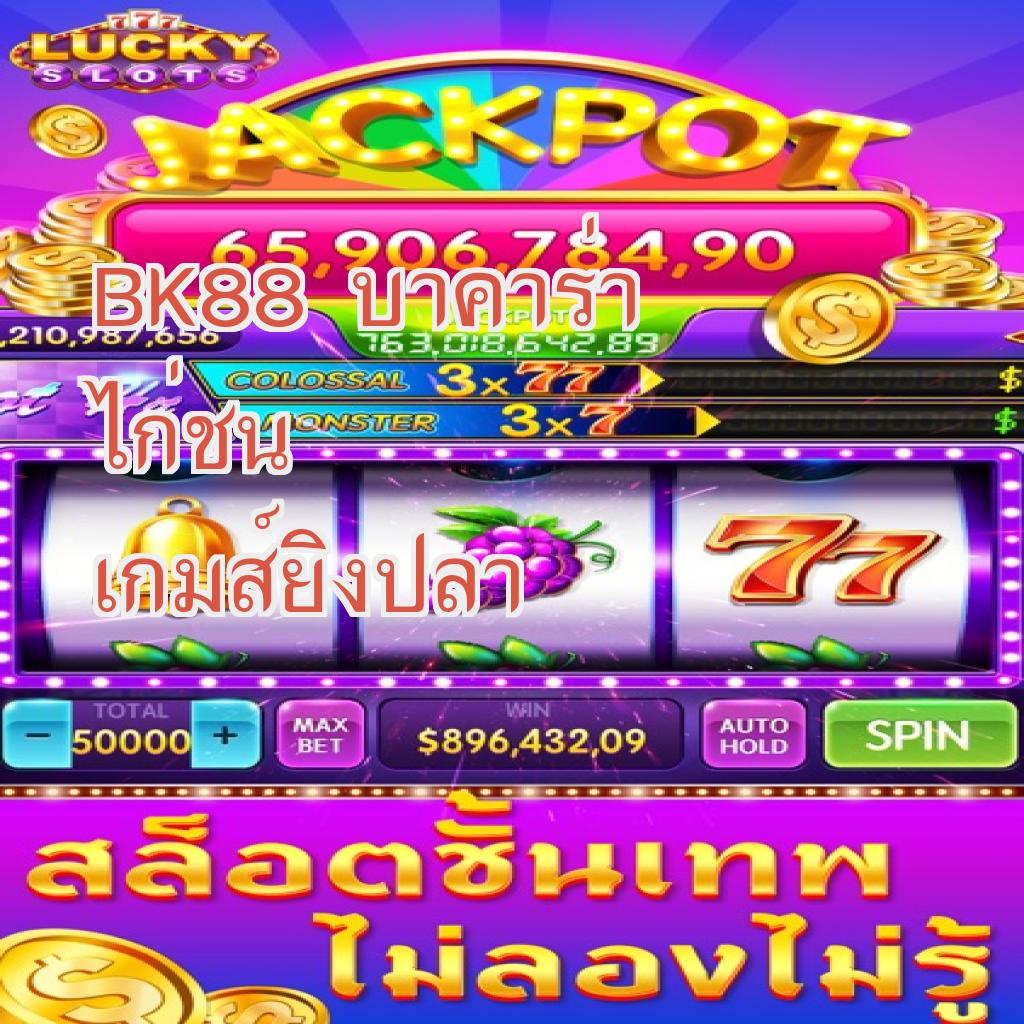 777
LUCKY
SLOTS
JACKPOT
65,906,784,90
BK88 บาคาร่า
,210,987,656
763,018,642.89
COLOSSAL 3x77 $
ไก่ชน
MONSTER 3x7 $
77
เกมส์ยิงปลา
TOTAL
- 50000 +
MAX BET
WIN
$896,432,09
AUTO HOLD
SPIN
สล็อตชั้นเทพ
ไม่ลองไม่รู้